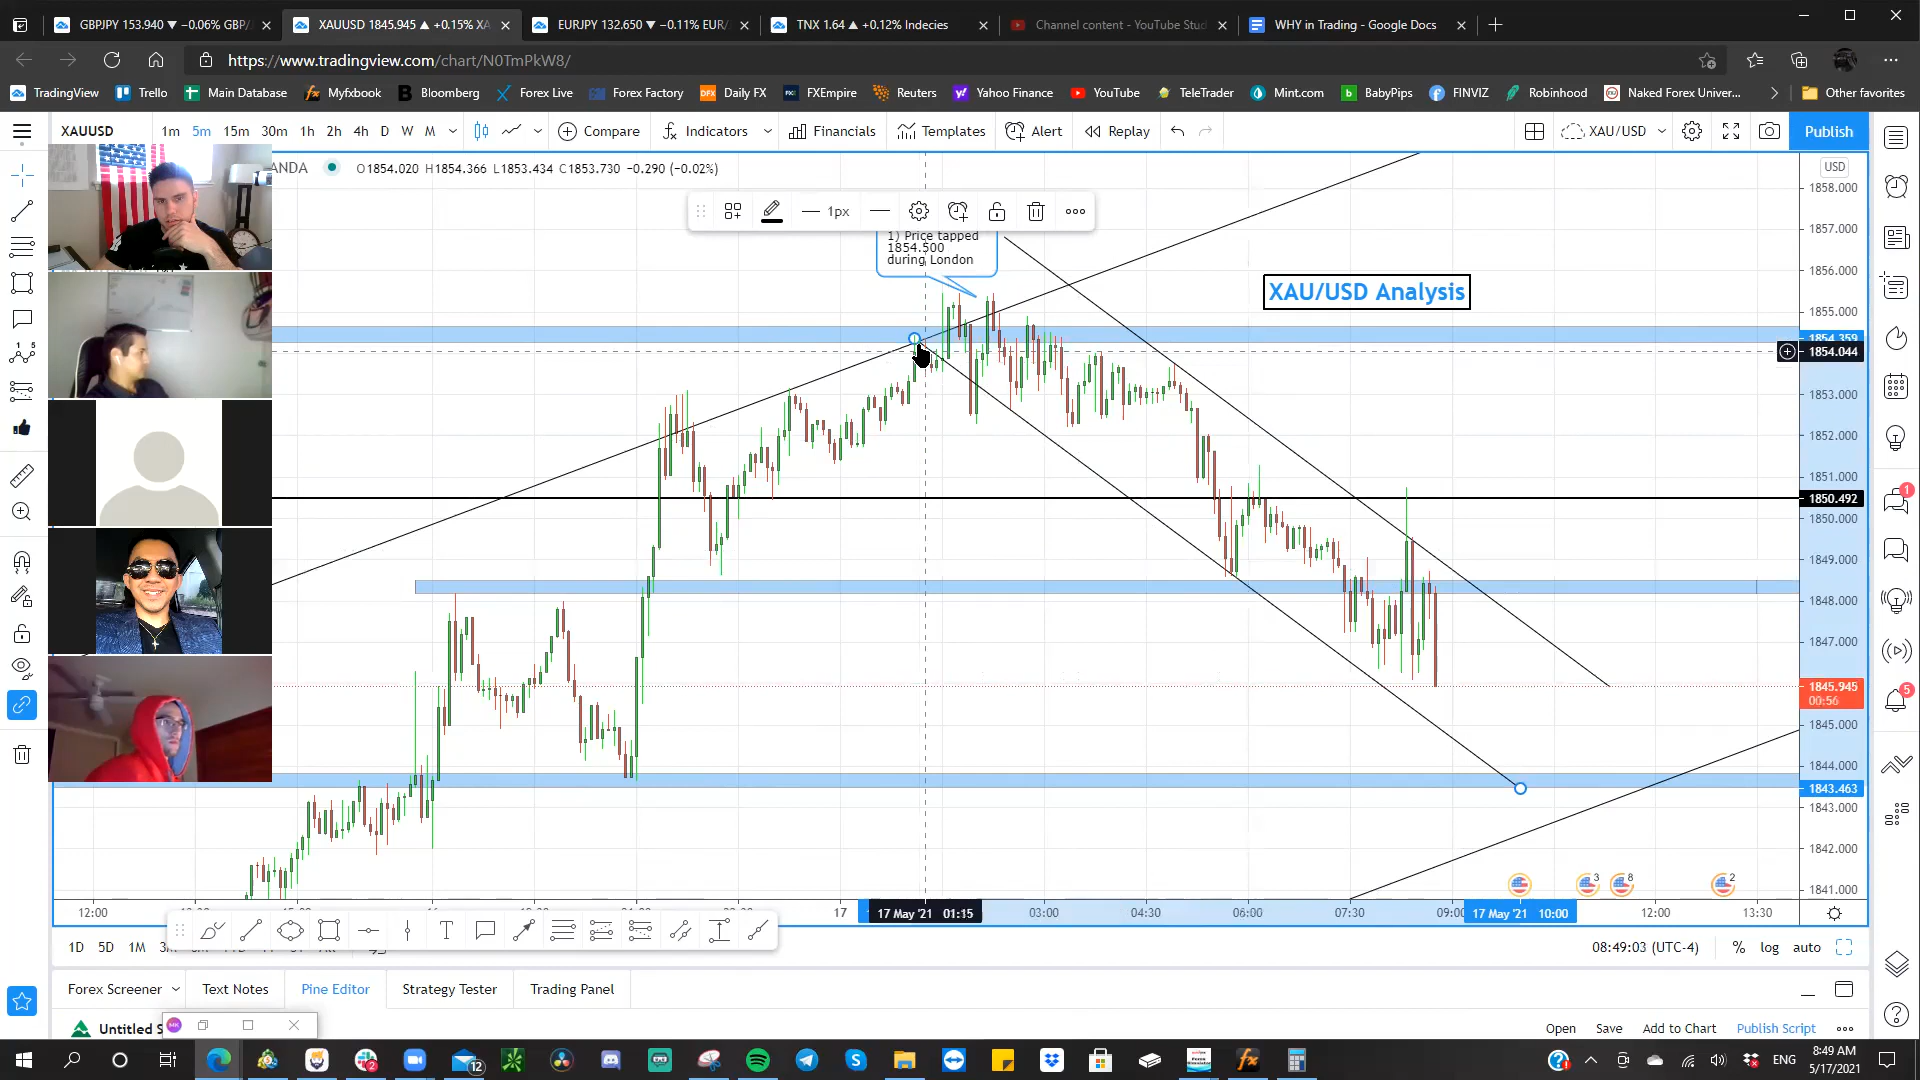 GBPJPY 153.940 ▼ −0.06% GBP/
XAUUSD 1845.945 ▲ +0.15% XA
EURJPY 132.650 ▼ −0.11% EUR/
TNX 1.64 ▲ +0.12% Indecies
Channel content - YouTube Stud
WHY in Trading - Google Docs
https://www.tradingview.com/chart/N0TmPkW8/
TradingView
Trello
Main Database
Myfxbook
Bloomberg
Forex Live
Forex Factory
Daily FX
FXEmpire
Reuters
Yahoo Finance
YouTube
TeleTrader
Mint.com
BabyPips
FINVIZ
Robinhood
Naked Forex Univer...
Other favorites
XAUUSD
1m 5m 15m 30m 1h 2h 4h D W M
Compare
Indicators
Financials
Templates
Alert
Replay
XAU/USD
Publish
ANDA
O1854.020 H1854.366 L1853.434 C1853.730 −0.290 (−0.02%)
USD
1px
1) Price tapped
1854.500
during London
XAU/USD Analysis
1858.000
1857.000
1856.000
1855.000
1854.359
1854.044
1853.000
1852.000
1851.000
1850.492
1850.000
1849.000
1848.000
1847.000
1845.945
00:56
1845.000
1844.000
1843.463
1843.000
1842.000
1841.000
3
8
2
12:00
17
17 May '21 01:15
03:00
04:30
06:00
07:30
09:00
17 May '21 10:00
12:00
13:30
1D 5D 1M
08:49:03 (UTC-4)
%
log
auto
Forex Screener
Text Notes
Pine Editor
Strategy Tester
Trading Panel
Untitled S
MK
Open
Save
Add to Chart
Publish Script
1
5
12
2
ENG
8:49 AM
5/17/2021